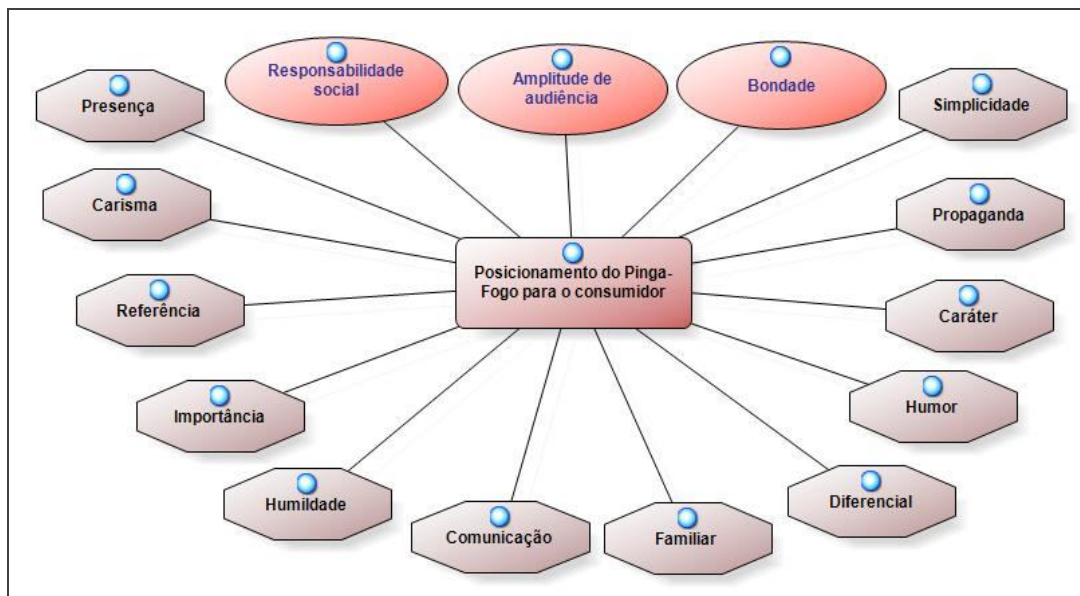 Responsabilidade
social
Amplitude de
audiência
Bondade
Presença
Simplicidade
Carisma
Propaganda
Posicionamento do Pinga-
Fogo para o consumidor
Referência
Caráter
Importância
Humor
Humildade
Diferencial
Comunicação
Familiar